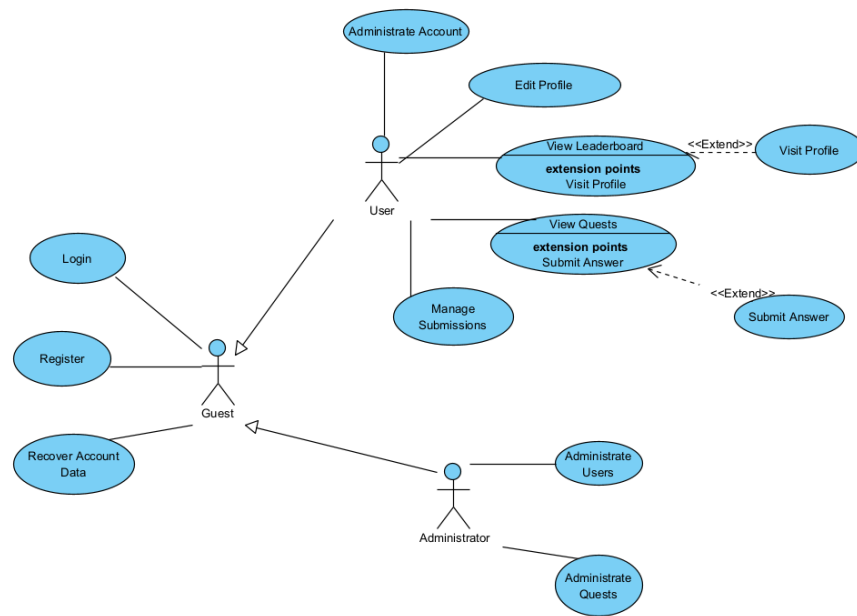 Administrate Account
Edit Profile
View Leaderboard
extension points
Visit Profile
<<Extend>>
Visit Profile
User
View Quests
extension points
Submit Answer
<<Extend>>
Submit Answer
Manage
Submissions
Login
Register
Guest
Recover Account
Data
Administrate
Users
Administrator
Administrate
Quests